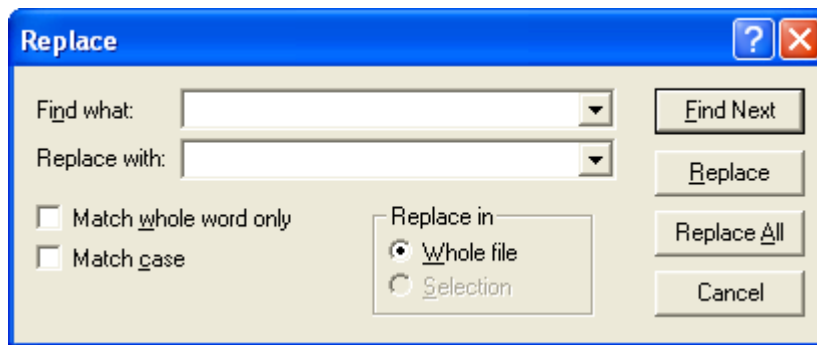 Replace
?
Find what:
Find Next
Replace with:
Replace
Match whole word only
Replace in
Replace All
Whole file
Match case
Selection
Cancel